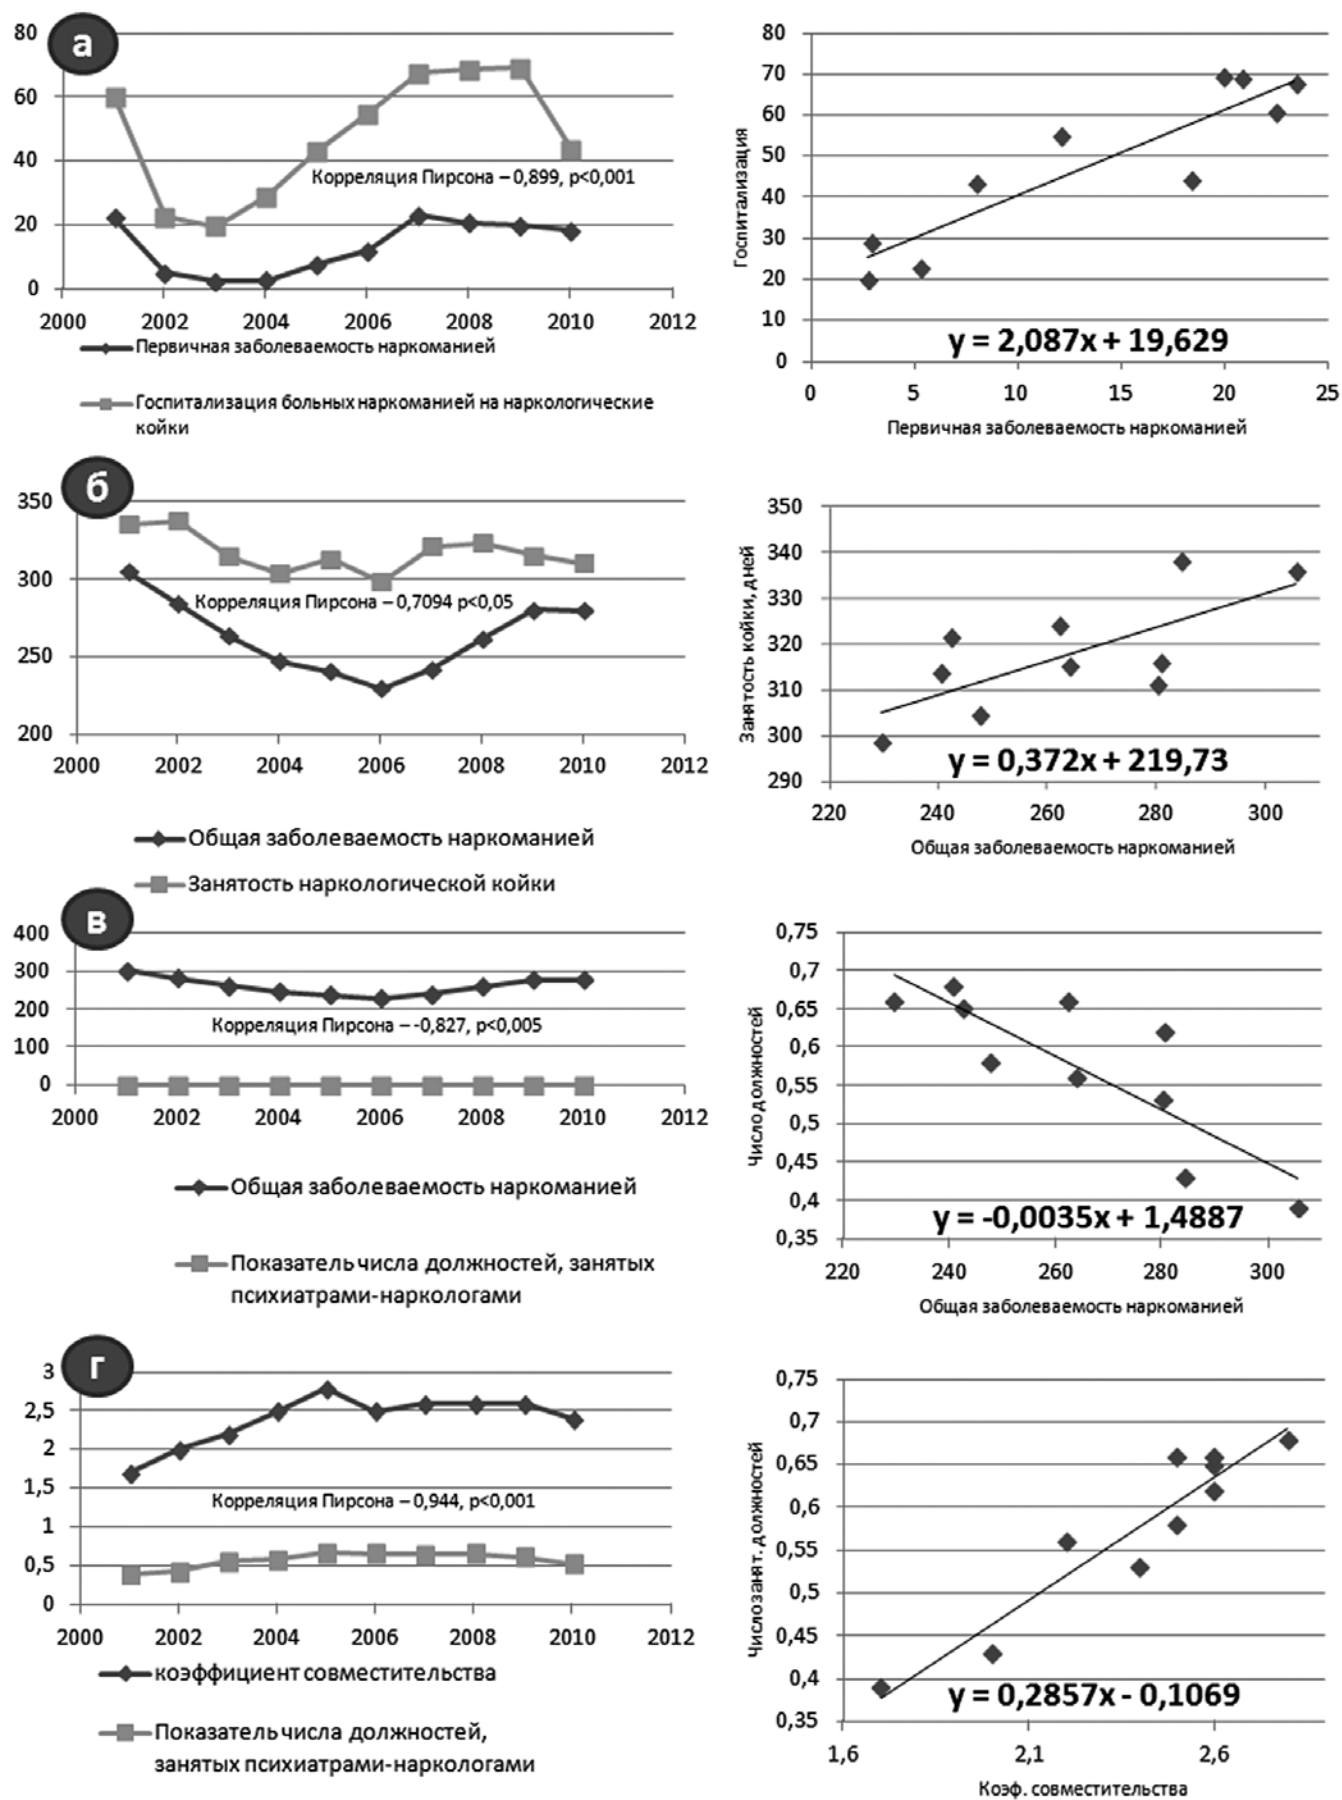 а
80
60
40
20
0
Корреляция Пирсона – 0,899, p<0,001
2000 2002 2004 2006 2008 2010 2012
Первичная заболеваемость наркоманией
Госпитализация больных наркоманией на наркологические
койки
80
70
60
50
40
30
20
10
0
Госпитализация
y = 2,087x + 19,629
0 5 10 15 20 25
Первичная заболеваемость наркоманией
б
350
300
250
200
Корреляция Пирсона – 0,7094 p<0,05
2000 2002 2004 2006 2008 2010 2012
Общая заболеваемость наркоманией
Занятость наркологической койки
350
340
330
320
310
300
290
Занятость койки, дней
y = 0,372x + 219,73
220 240 260 280 300
Общая заболеваемость наркоманией
в
400
300
200
100
0
Корреляция Пирсона – -0,827, p<0,005
2000 2002 2004 2006 2008 2010 2012
Общая заболеваемость наркоманией
Показатель числа должностей, занятых
психиатрами-наркологами
0,75
0,7
0,65
0,6
0,55
0,5
0,45
0,4
0,35
Число должностей
y = -0,0035x + 1,4887
220 240 260 280 300
Общая заболеваемость наркоманией
г
3
2,5
2
1,5
1
0,5
0
Корреляция Пирсона – 0,944, p<0,001
2000 2002 2004 2006 2008 2010 2012
коэффициент совместительства
Показатель числа должностей,
занятых психиатрами-наркологами
0,75
0,7
0,65
0,6
0,55
0,5
0,45
0,4
0,35
Число занят. должностей
y = 0,2857x - 0,1069
1,6 2,1 2,6
Коэф. совместительства